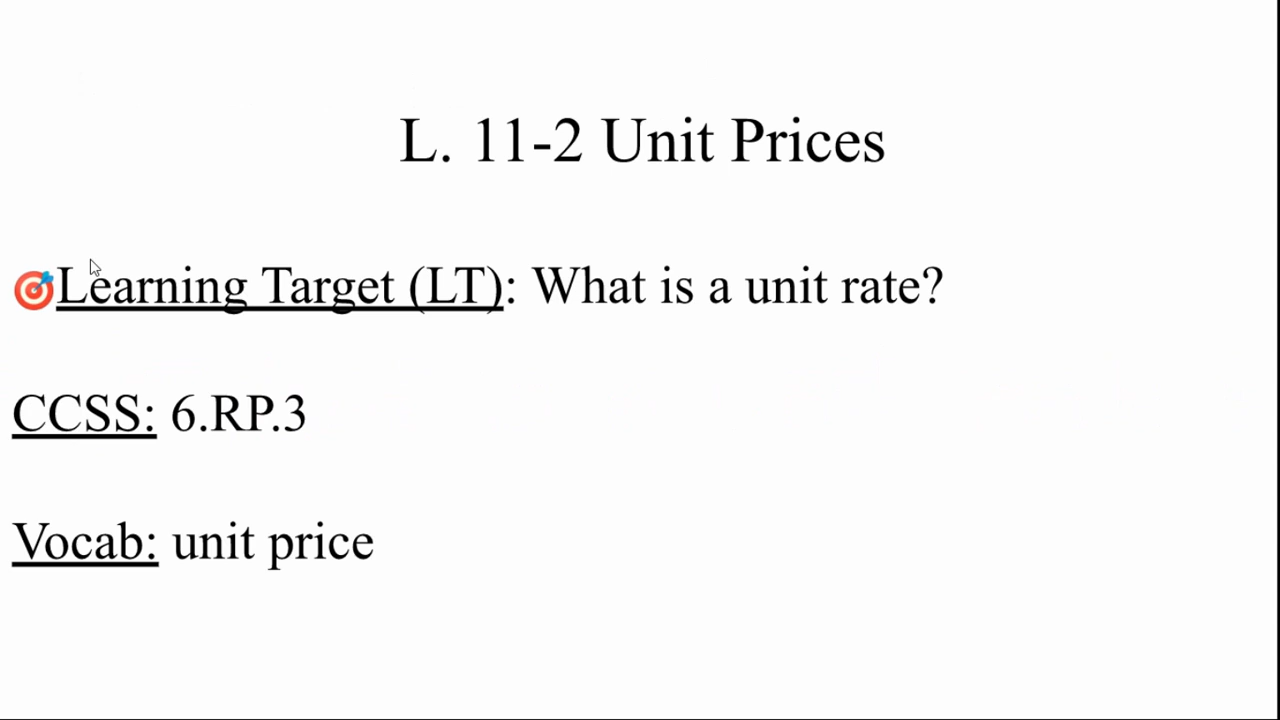 L. 11-2 Unit Prices
🎯Learning Target (LT): What is a unit rate?
CCSS: 6.RP.3
Vocab: unit price